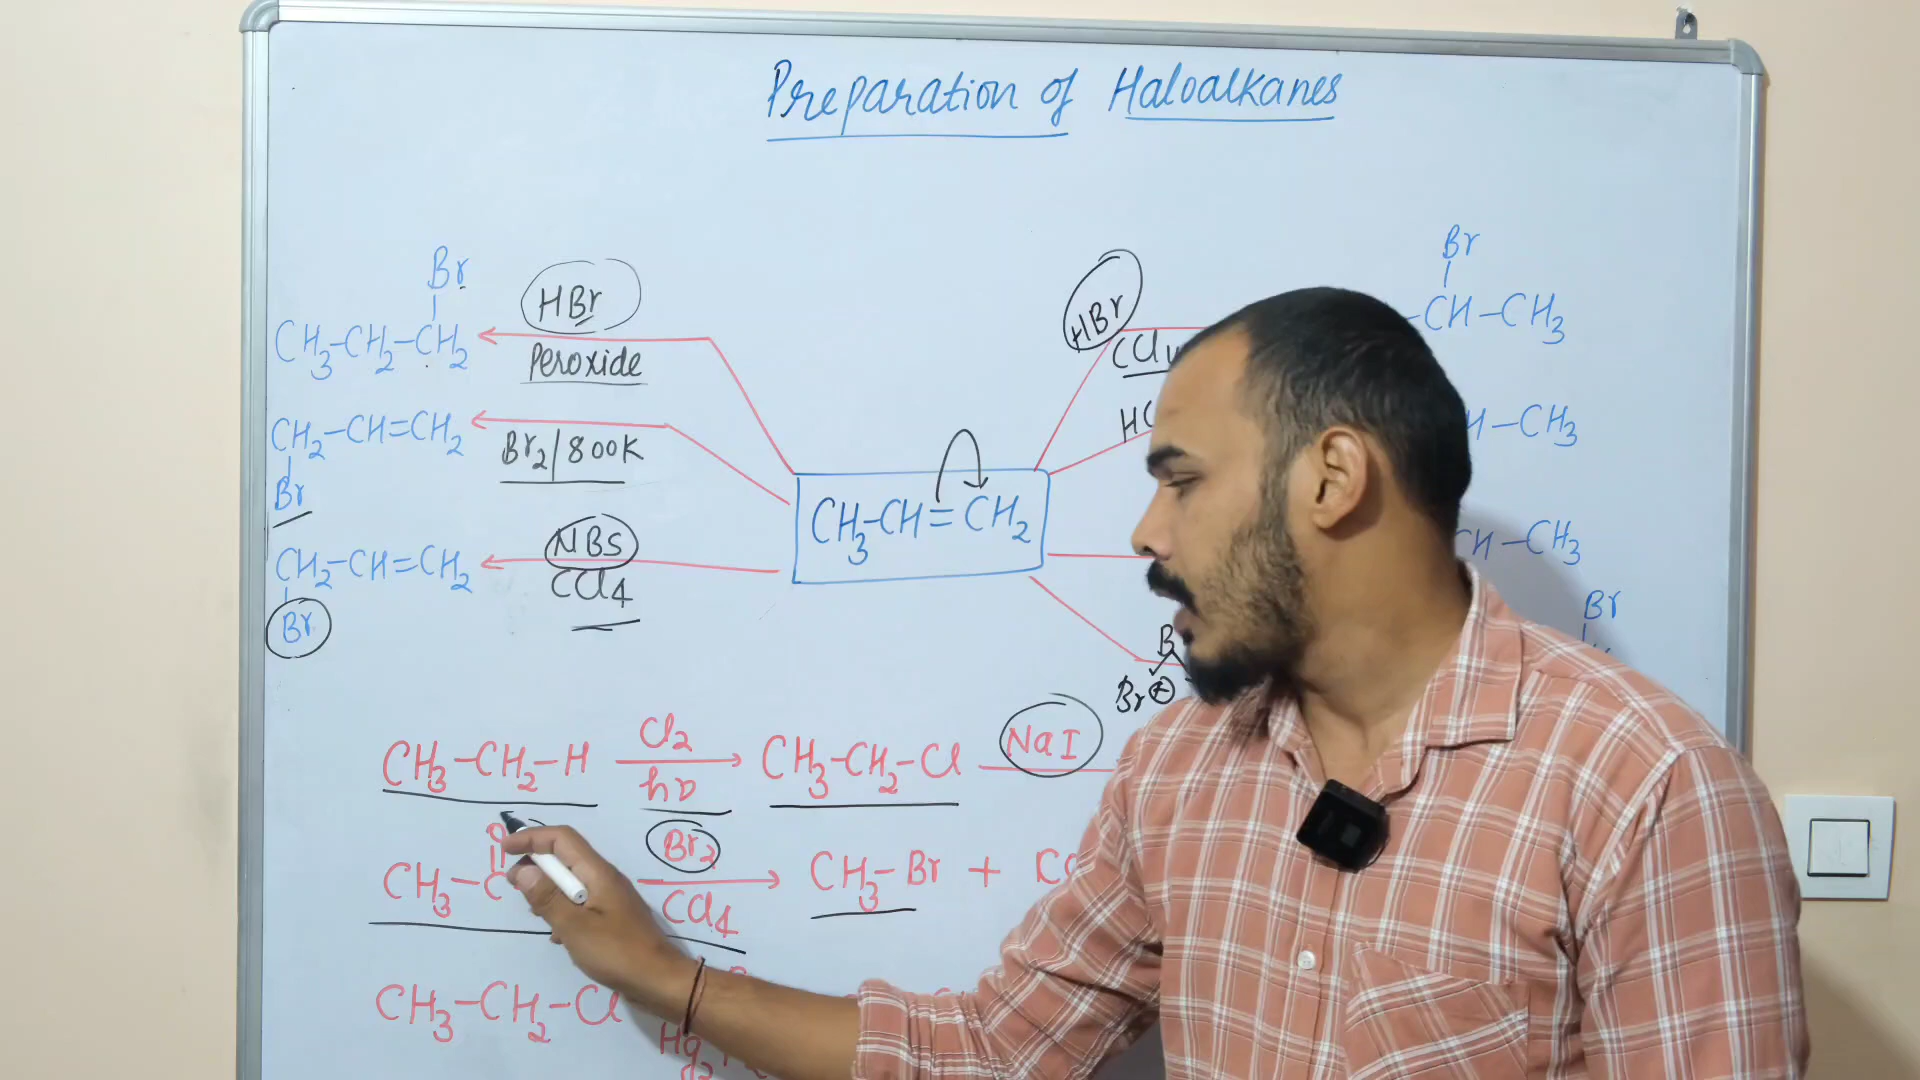 Preparation of Haloalkanes
Br
CH3-CH2-CH2
HBr
Peroxide
CH2-CH=CH2
Br
Br2/800K
CH2-CH=CH2
Br
NBS
CCl4
CH3-CH=CH2
HBr
Br
CH-CH3
-CH3
CH-CH3
Br
Br⊕
CH3-CH2-H
Cl2
hν
CH3-CH2-Cl
NaI
CH3-C
O
Br2
CCl4
CH3-Br +
CH3-CH2-Cl